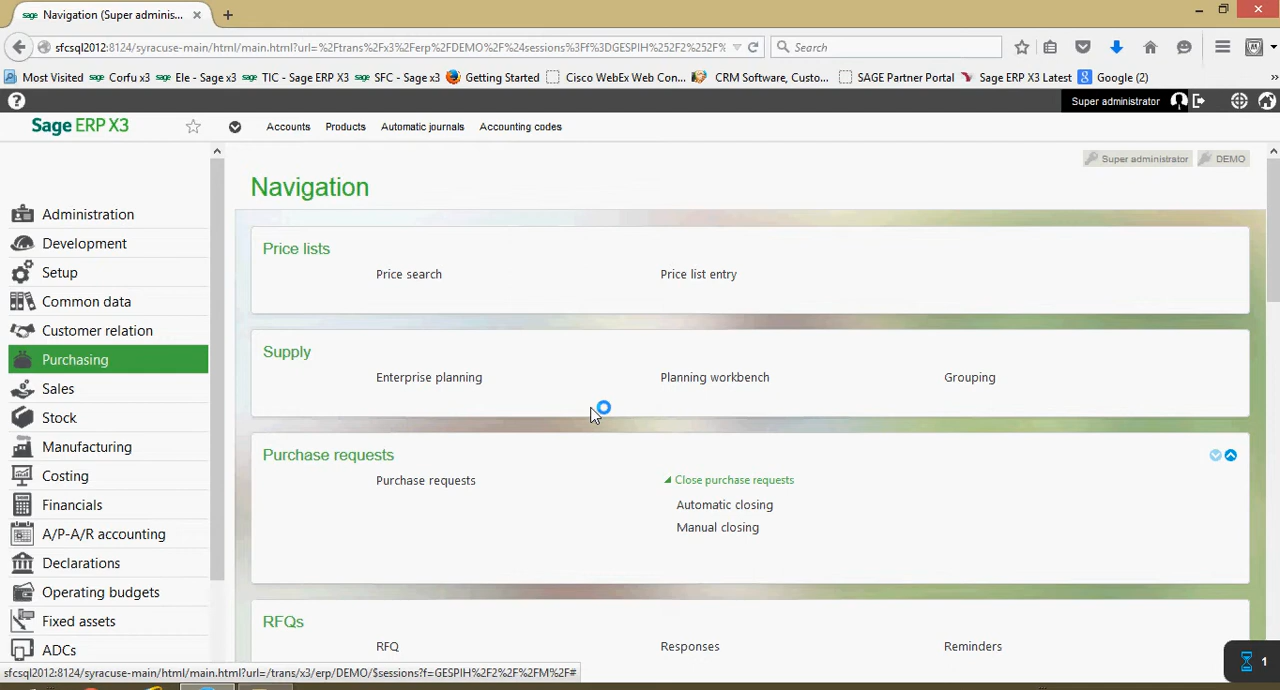 Navigation (Super adminis...
sfcsql2012:8124/syracuse-main/html/main.html?url=%2Ftrans%2Fx3%2Ferp%2FDEMO%2F%24sessions%3Ff%3DGESPIH%252F2%252F%
Search
Most Visited Corfu x3 Ele - Sage x3 TIC - Sage ERP X3 SFC - Sage x3 Getting Started Cisco WebEx Web Con... CRM Software, Custo... SAGE Partner Portal Sage ERP X3 Latest Google (2)
Super administrator
Sage ERP X3 Accounts Products Automatic journals Accounting codes
Super administrator DEMO
Navigation
Administration
Development
Setup
Common data
Customer relation
Purchasing
Sales
Stock
Manufacturing
Costing
Financials
A/P-A/R accounting
Declarations
Operating budgets
Fixed assets
ADCs
Price lists
Price search Price list entry
Supply
Enterprise planning Planning workbench Grouping
Purchase requests
Purchase requests Close purchase requests
Automatic closing
Manual closing
RFQs
RFQ Responses Reminders
1
sfcsql2012:8124/syracuse-main/html/main.html?url=/trans/x3/erp/DEMO/$sessions?f=GESPIH%2F2%2F%2FM%2F#